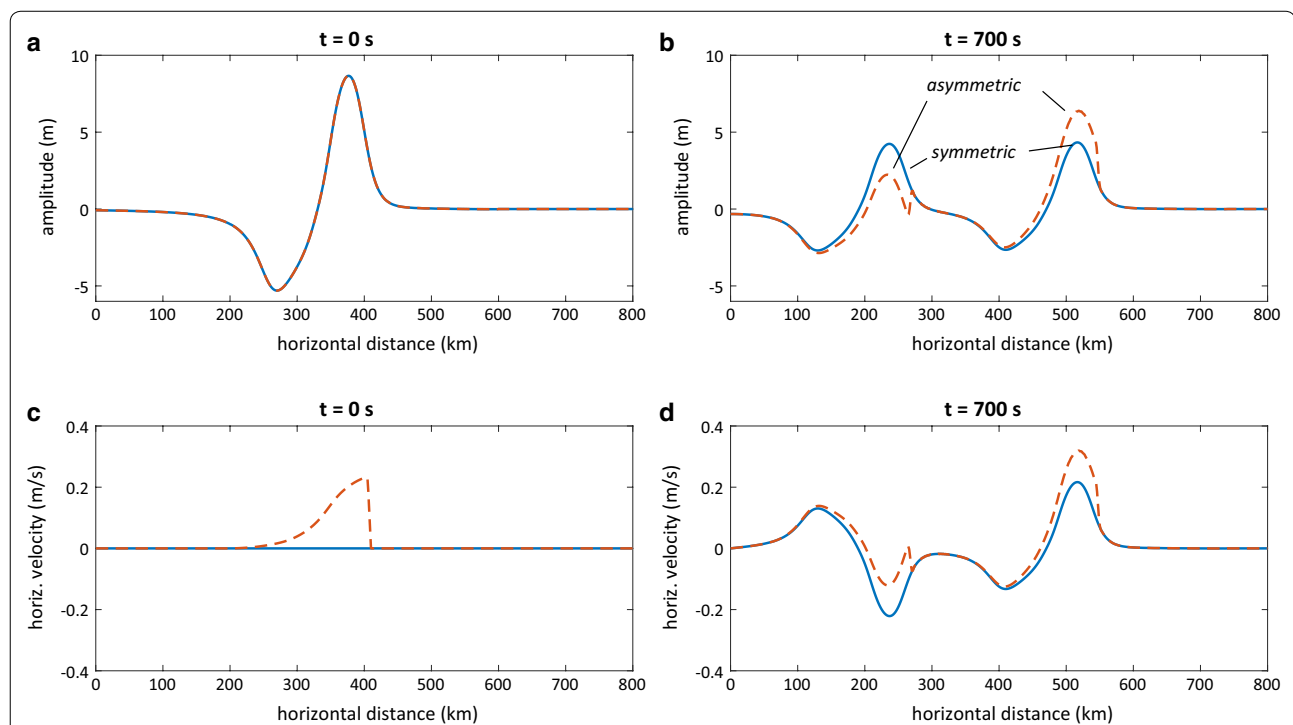 a
t = 0 s
10
5
0
-5
amplitude (m)
0 100 200 300 400 500 600 700 800
horizontal distance (km)
b
t = 700 s
10
5
0
-5
amplitude (m)
asymmetric
symmetric
0 100 200 300 400 500 600 700 800
horizontal distance (km)
c
t = 0 s
0.4
0.2
0
-0.2
-0.4
horiz. velocity (m/s)
0 100 200 300 400 500 600 700 800
horizontal distance (km)
d
t = 700 s
0.4
0.2
0
-0.2
-0.4
horiz. velocity (m/s)
0 100 200 300 400 500 600 700 800
horizontal distance (km)